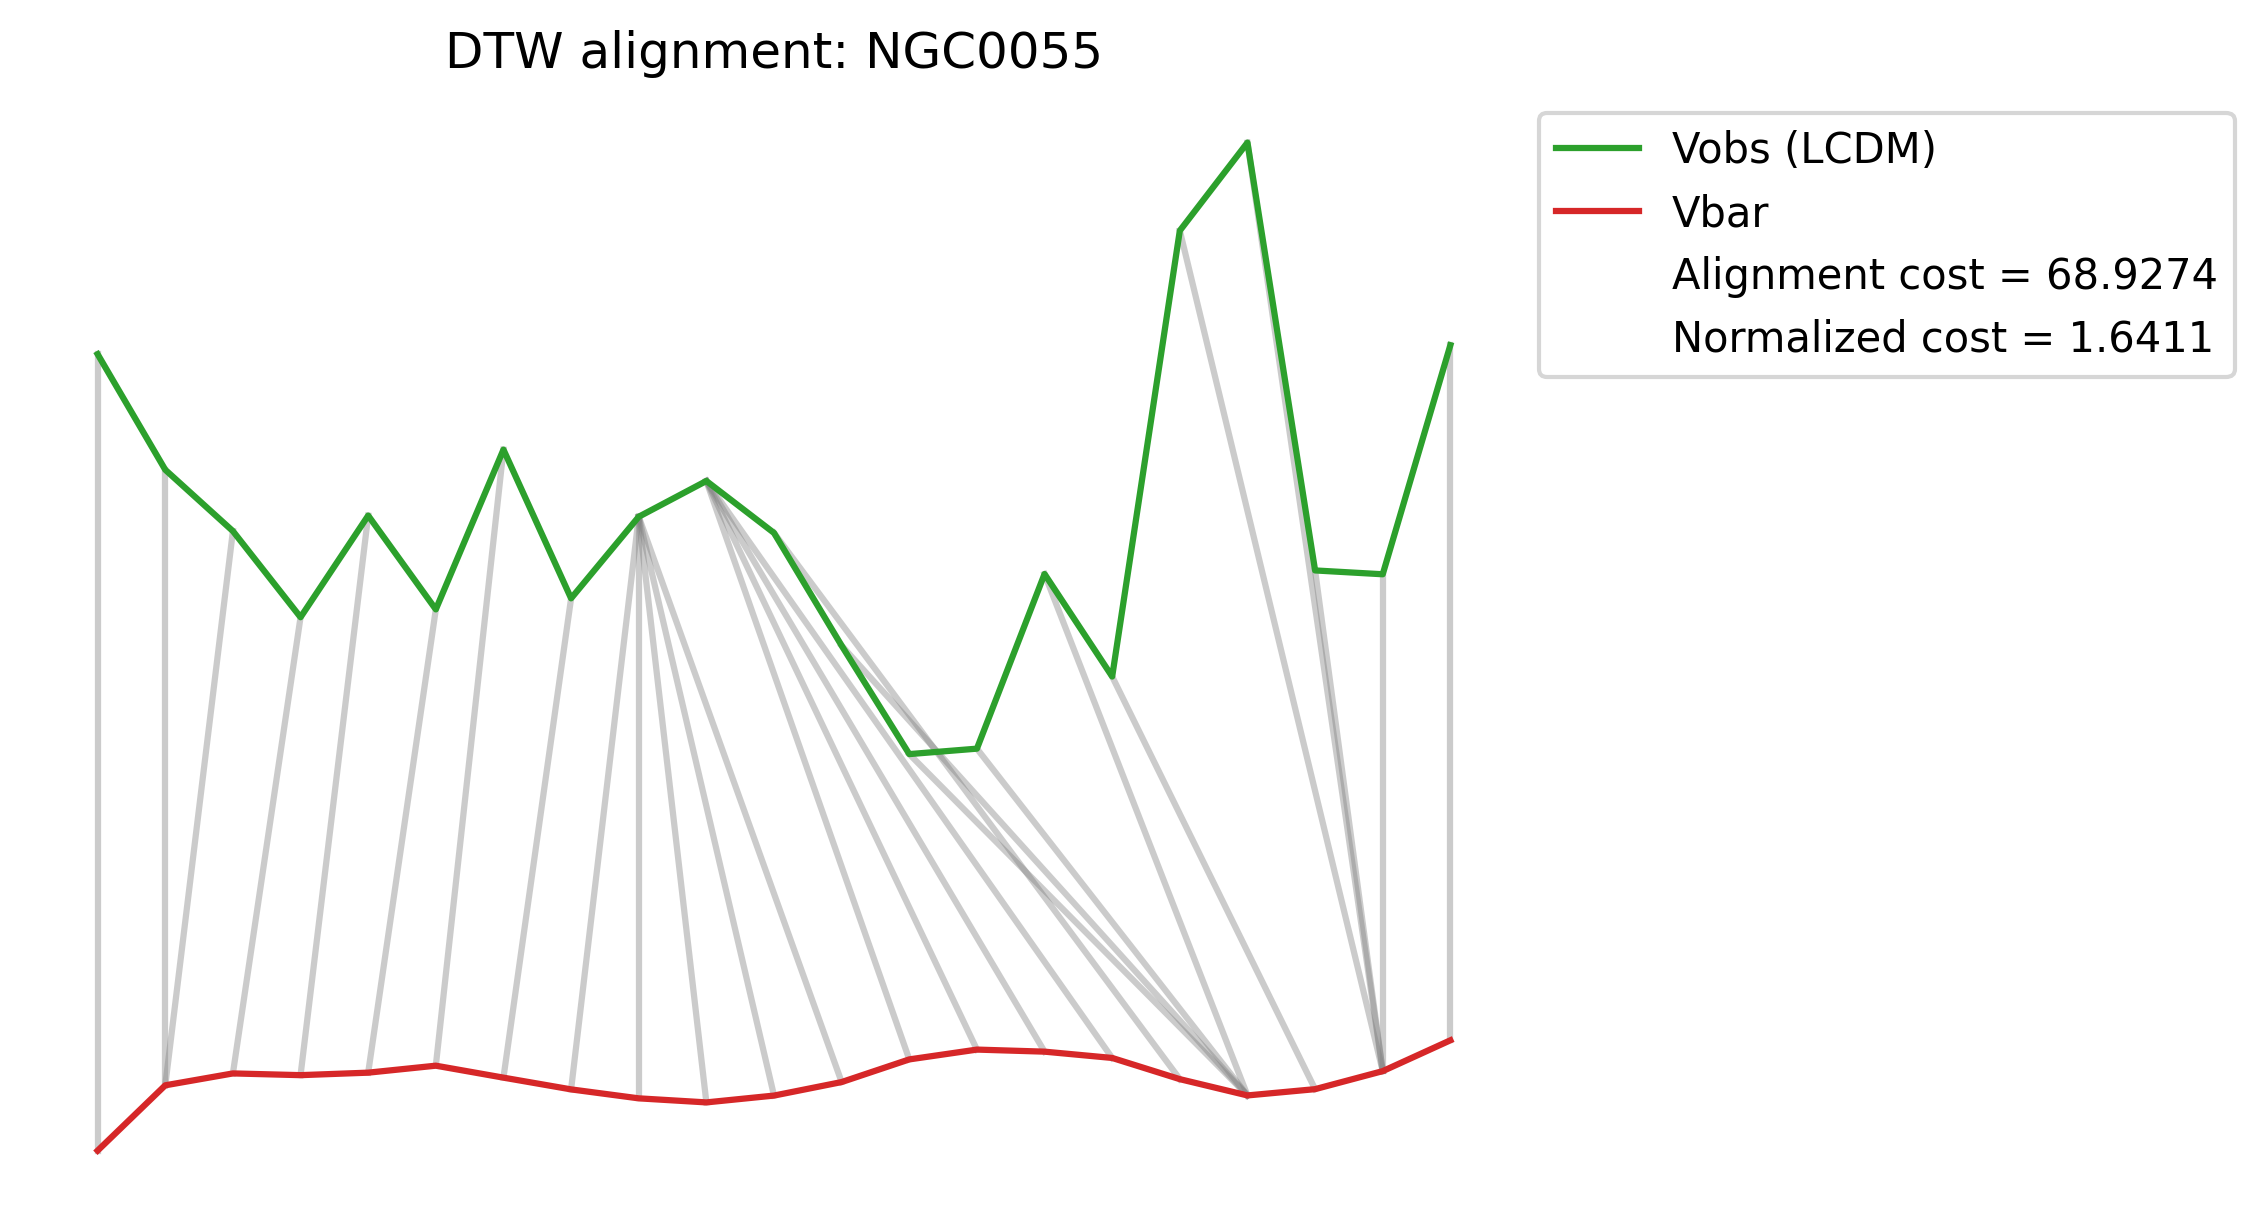 DTW alignment: NGC0055
Vobs (LCDM)
Vbar
Alignment cost = 68.9274
Normalized cost = 1.6411